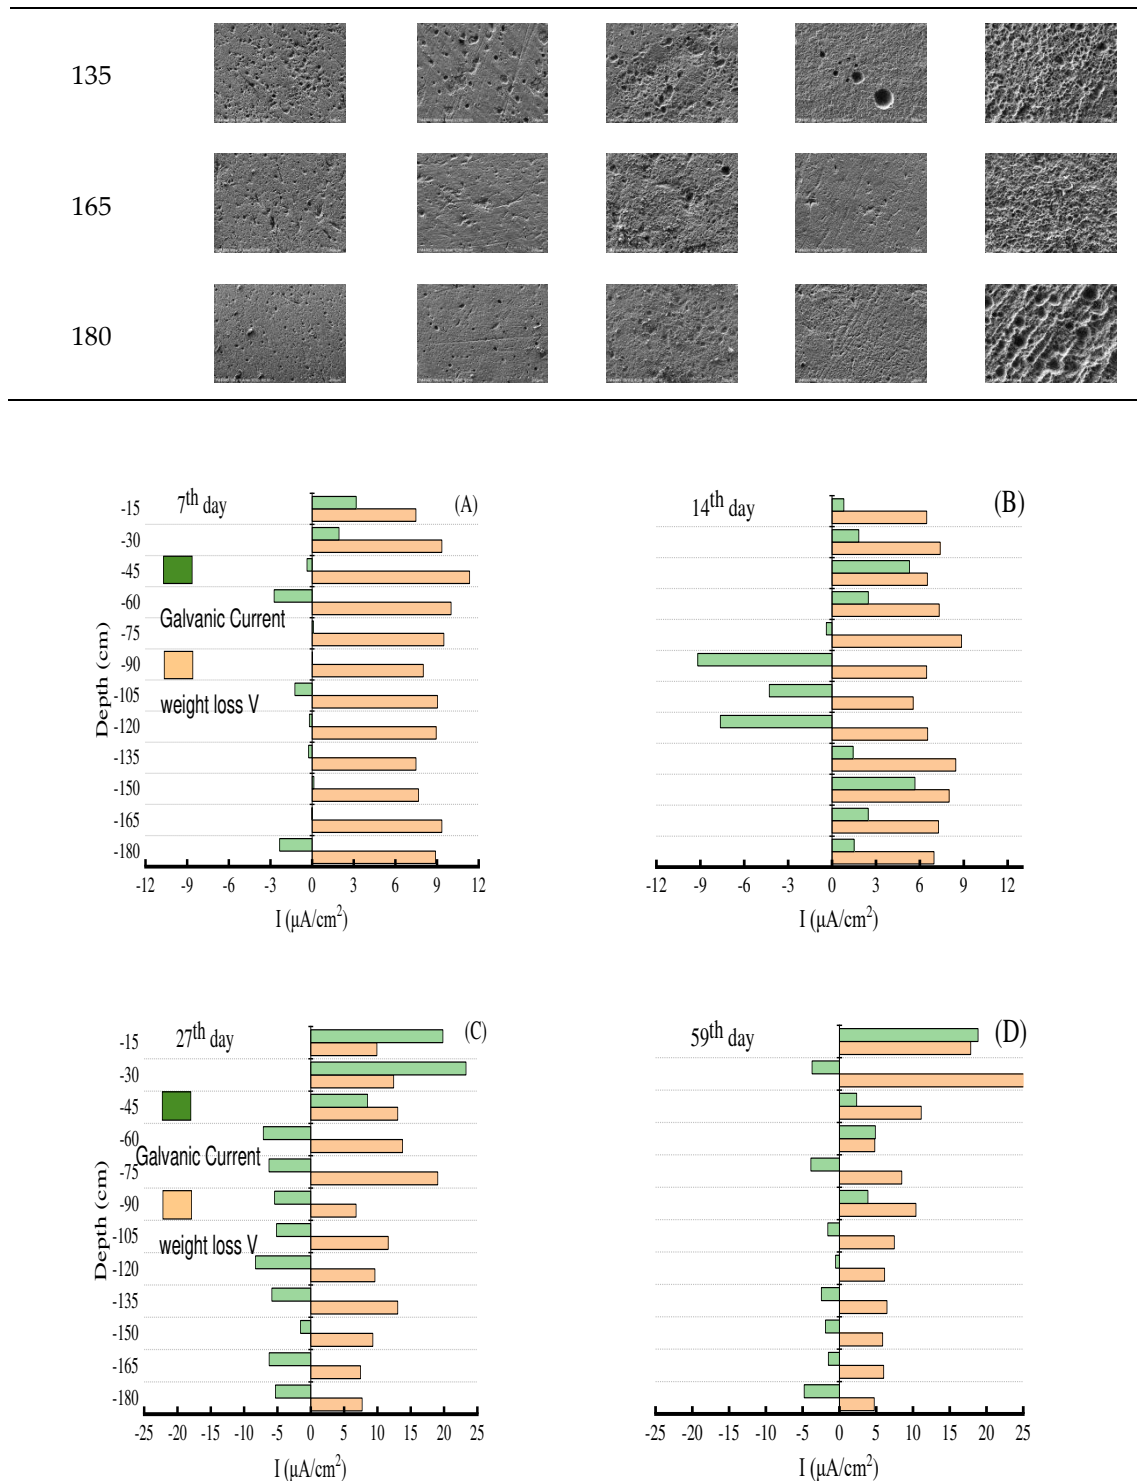 135
165
180
7th day
(A)
-15
-30
-45
-60
-75
-90
-105
-120
-135
-150
-165
-180
Depth (cm)
Galvanic Current
weight loss V
-12 -9 -6 -3 0 3 6 9 12
I (μA/cm²)
14th day
(B)
-12 -9 -6 -3 0 3 6 9 12
I (μA/cm²)
27th day
(C)
-15
-30
-45
-60
-75
-90
-105
-120
-135
-150
-165
-180
Depth (cm)
Galvanic Current
weight loss V
-25 -20 -15 -10 -5 0 5 10 15 20 25
I (μA/cm²)
59th day
(D)
-25 -20 -15 -10 -5 0 5 10 15 20 25
I (μA/cm²)